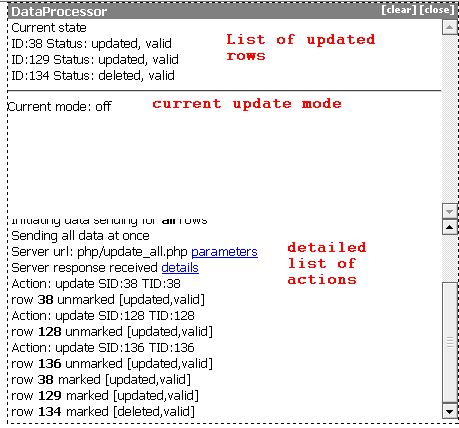 DataProcessor [clear] [close]
Current state
ID:38 Status: updated, valid
ID:129 Status: updated, valid
ID:134 Status: deleted, valid
List of updated
rows
Current mode: off
current update mode
Initiating data sending for all rows
Sending all data at once
Server url: php/update_all.php parameters
Server response received details
Action: update SID:38 TID:38
row 38 unmarked [updated,valid]
Action: update SID:128 TID:128
row 128 unmarked [updated,valid]
Action: update SID:136 TID:136
row 136 unmarked [updated,valid]
row 38 marked [updated,valid]
row 129 marked [updated,valid]
row 134 marked [deleted,valid]
detailed
list of
actions